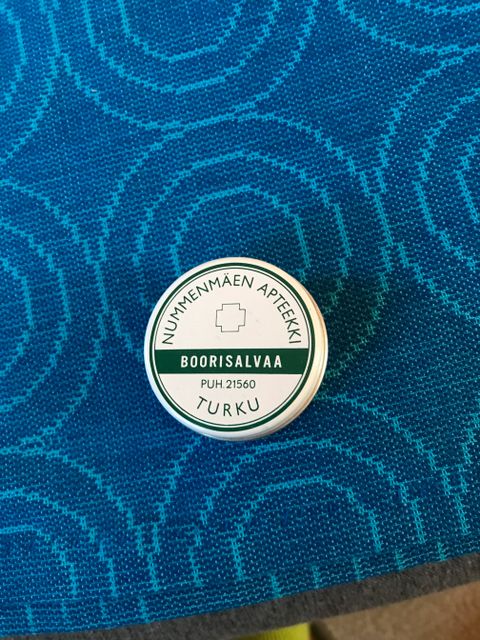 NUMMENMÄEN APTEEKKI
BOORISALVAA
PUH.21560
TURKU